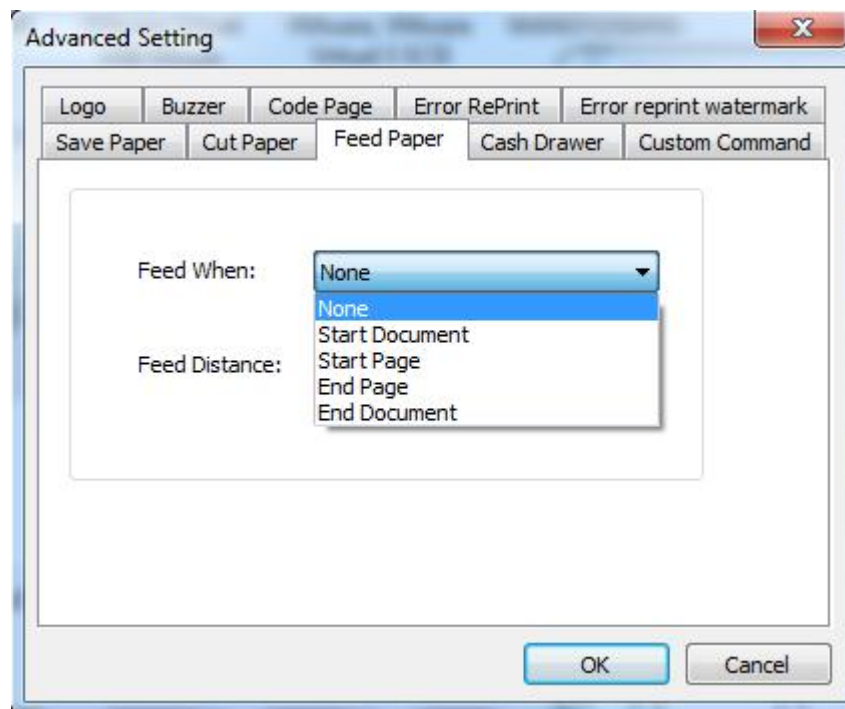 Advanced Setting
Logo Buzzer Code Page Error RePrint Error reprint watermark
Save Paper Cut Paper Feed Paper Cash Drawer Custom Command
Feed When: None
None
Start Document
Feed Distance: Start Page
End Page
End Document
OK Cancel